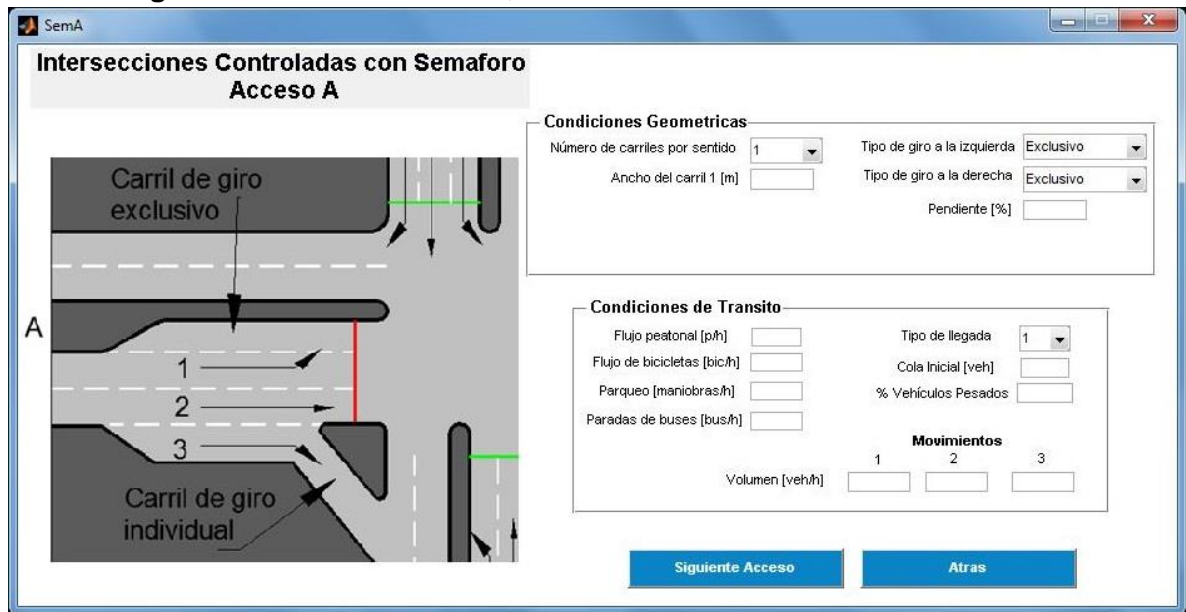 SemA
Intersecciones Controladas con Semaforo
Acceso A
Carril de giro
exclusivo
A
1
2
3
Carril de giro
individual
Condiciones Geometricas
Número de carriles por sentido 1
Ancho del carril 1 [m]
Tipo de giro a la izquierda Exclusivo
Tipo de giro a la derecha Exclusivo
Pendiente [%]
Condiciones de Transito
Flujo peatonal [p/h]
Flujo de bicicletas [bic/h]
Parqueo [maniobras/h]
Paradas de buses [bus/h]
Tipo de llegada 1
Cola Inicial [veh]
% Vehículos Pesados
Movimientos
1 2 3
Volumen [veh/h]
Siguiente Acceso Atras